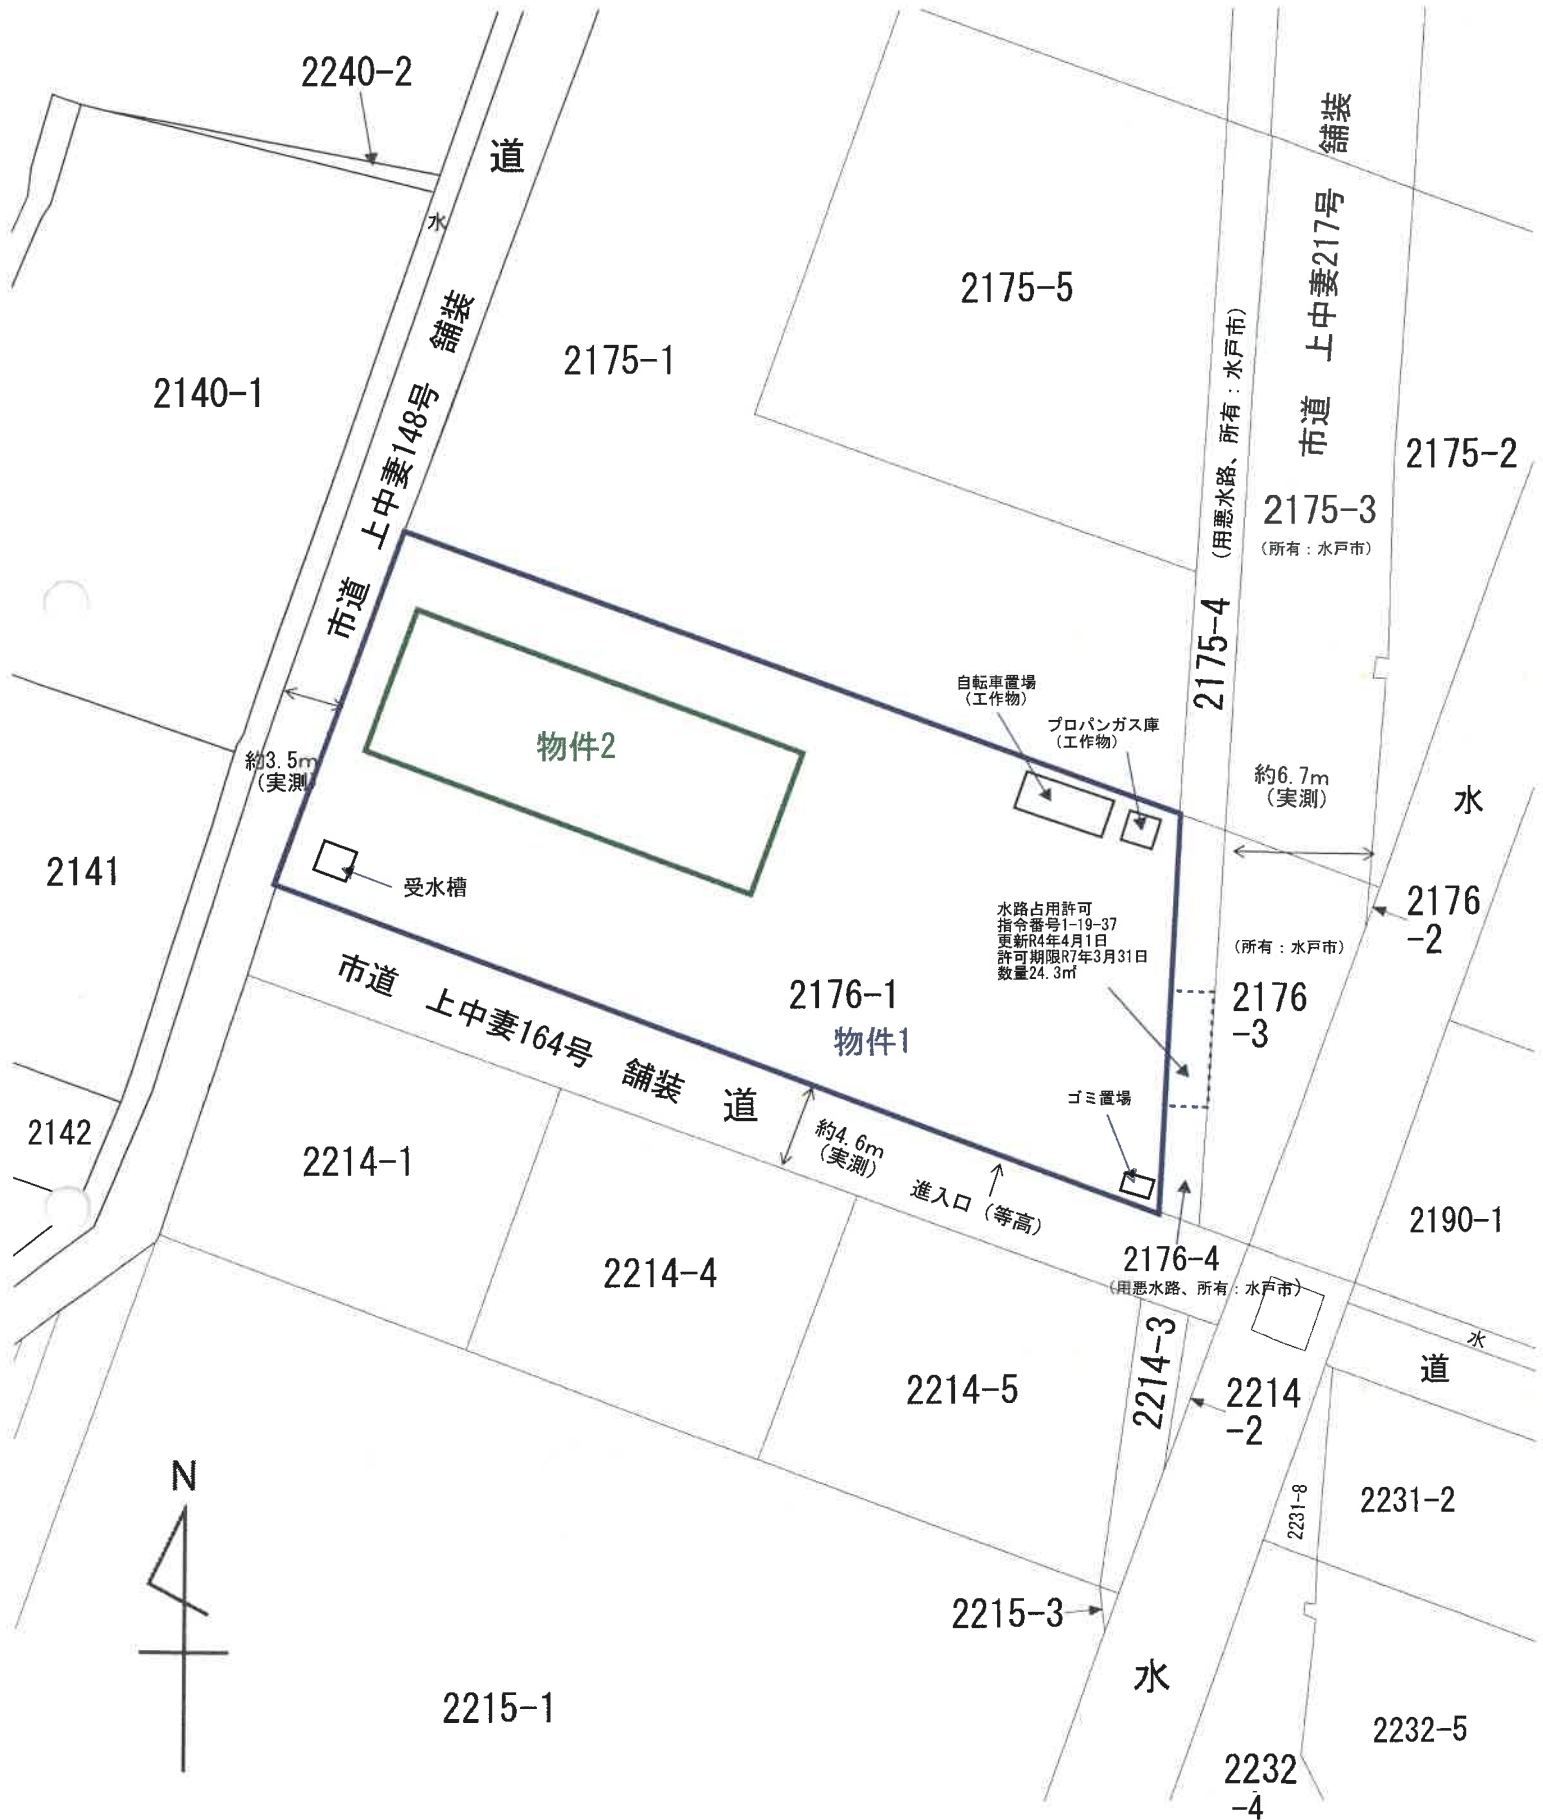 2240-2
道
舗装
市道 上中妻217号
水
2175-5
(用悪水路、所有：水戸市)
市道 上中妻148号 舗装
2175-1
2140-1
2175-2
2175-3
(所有：水戸市)
2175-4
自転車置場
(工作物)
プロパンガス庫
(工作物)
物件2
約3.5m
(実測)
約6.7m
(実測)
水
2141
受水槽
水路占用許可
指令番号1-19-37
更新R4年4月1日
許可期限R7年3月31日
数量24.3㎡
2176
-2
(所有：水戸市)
2176
-3
2176-1
物件1
市道 上中妻164号 舗装 道
ゴミ置場
2142
2214-1
約4.6m
(実測)
進入口 (等高)
2190-1
2176-4
(用悪水路、所有：水戸市)
2214-4
2214-3
水
道
2214-5
2214
-2
N
2231-8
2231-2
2215-3
水
2215-1
2232-5
2232
-4